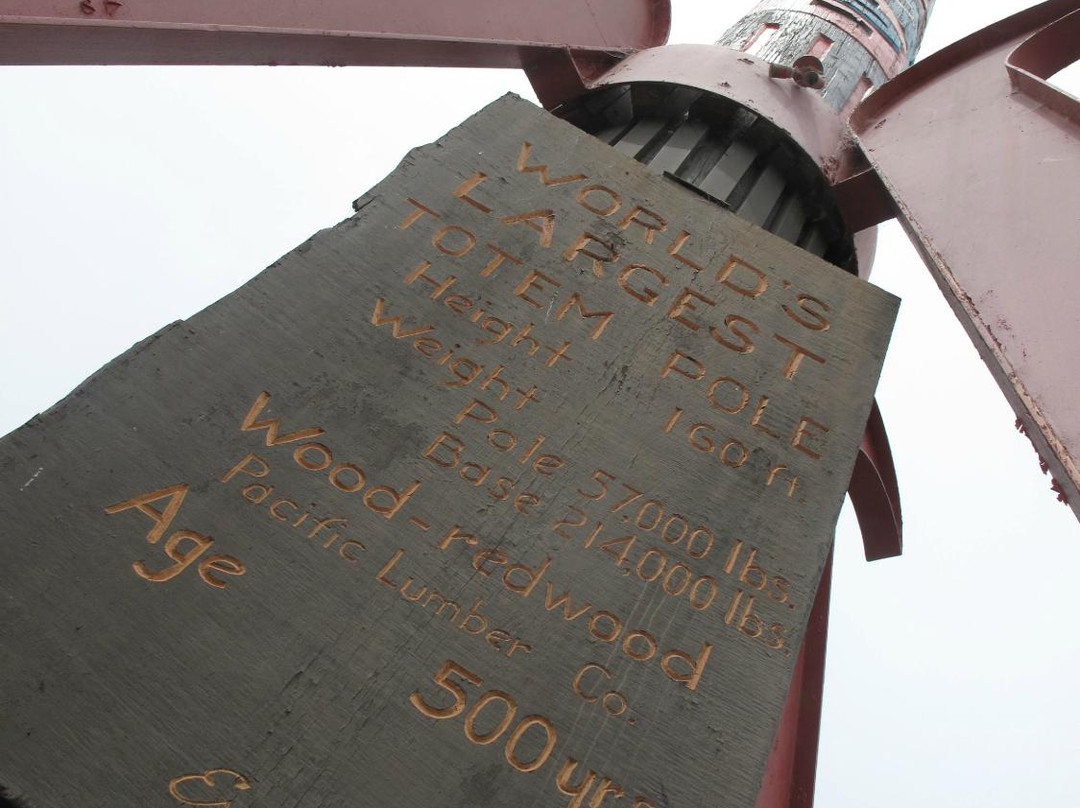 WORLD'S
LARGEST
TOTEM POLE
Height 160 ft.
Weight
Pole 57,000 lbs.
Base 214,000 lbs.
Wood-redwood
Pacific Lumber Co.
Age 500 yrs.